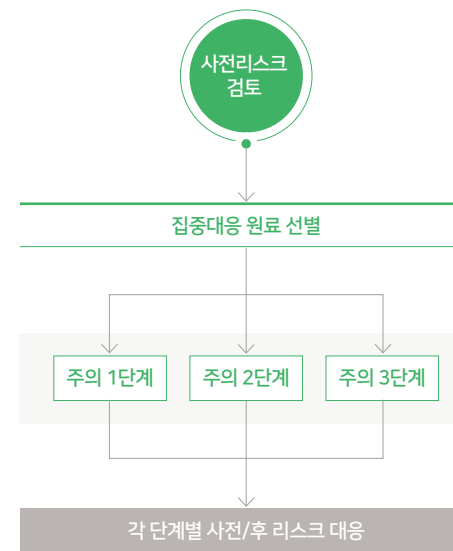 사전리스크
검토
집중대응 원료 선별
주의 1단계
주의 2단계
주의 3단계
각 단계별 사전/후 리스크 대응